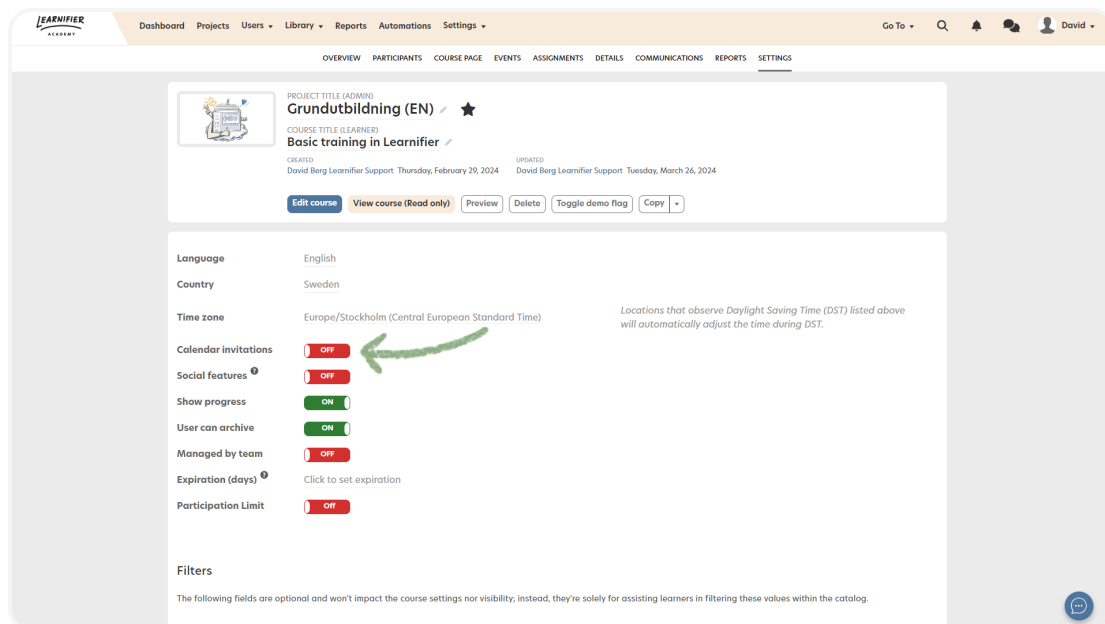 LEARNIFIER
ACADEMY
Dashboard Projects Users Library Reports Automations Settings Go To David
OVERVIEW PARTICIPANTS COURSE PAGE EVENTS ASSIGNMENTS DETAILS COMMUNICATIONS REPORTS SETTINGS
PROJECT TITLE (ADMIN)
Grundutbildning (EN)
COURSE TITLE (LEARNER)
Basic training in Learnifier
CREATED UPDATED
David Berg Learnifier Support Thursday, February 29, 2024 David Berg Learnifier Support Tuesday, March 26, 2024
Edit course View course (Read only) Preview Delete Toggle demo flag Copy
Language English
Country Sweden
Time zone Europe/Stockholm (Central European Standard Time) Locations that observe Daylight Saving Time (DST) listed above
will automatically adjust the time during DST.
Calendar invitations OFF
Social features ? OFF
Show progress ON
User can archive ON
Managed by team OFF
Expiration (days) ? Click to set expiration
Participation Limit Off
Filters
The following fields are optional and won't impact the course settings nor visibility; instead, they're solely for assisting learners in filtering these values within the catalog.